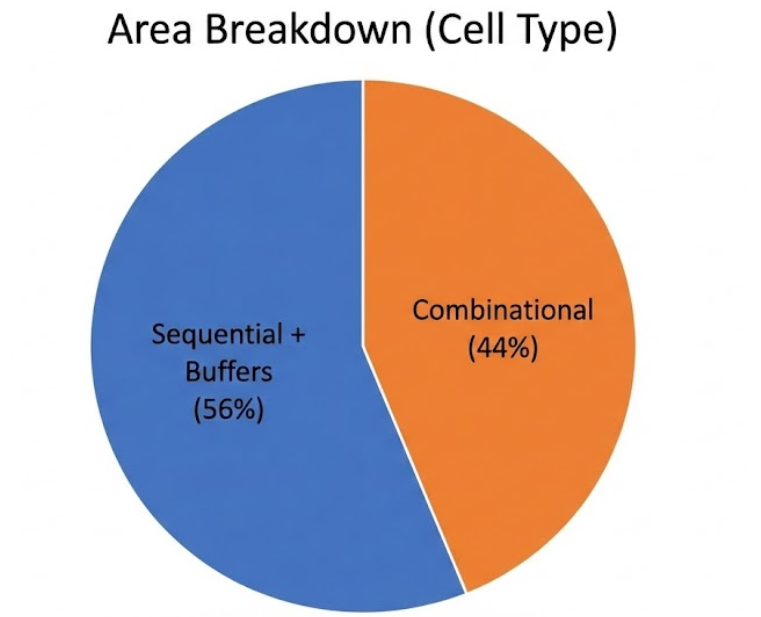 Area Breakdown (Cell Type)
Sequential +
Buffers
(56%)
Combinational
(44%)